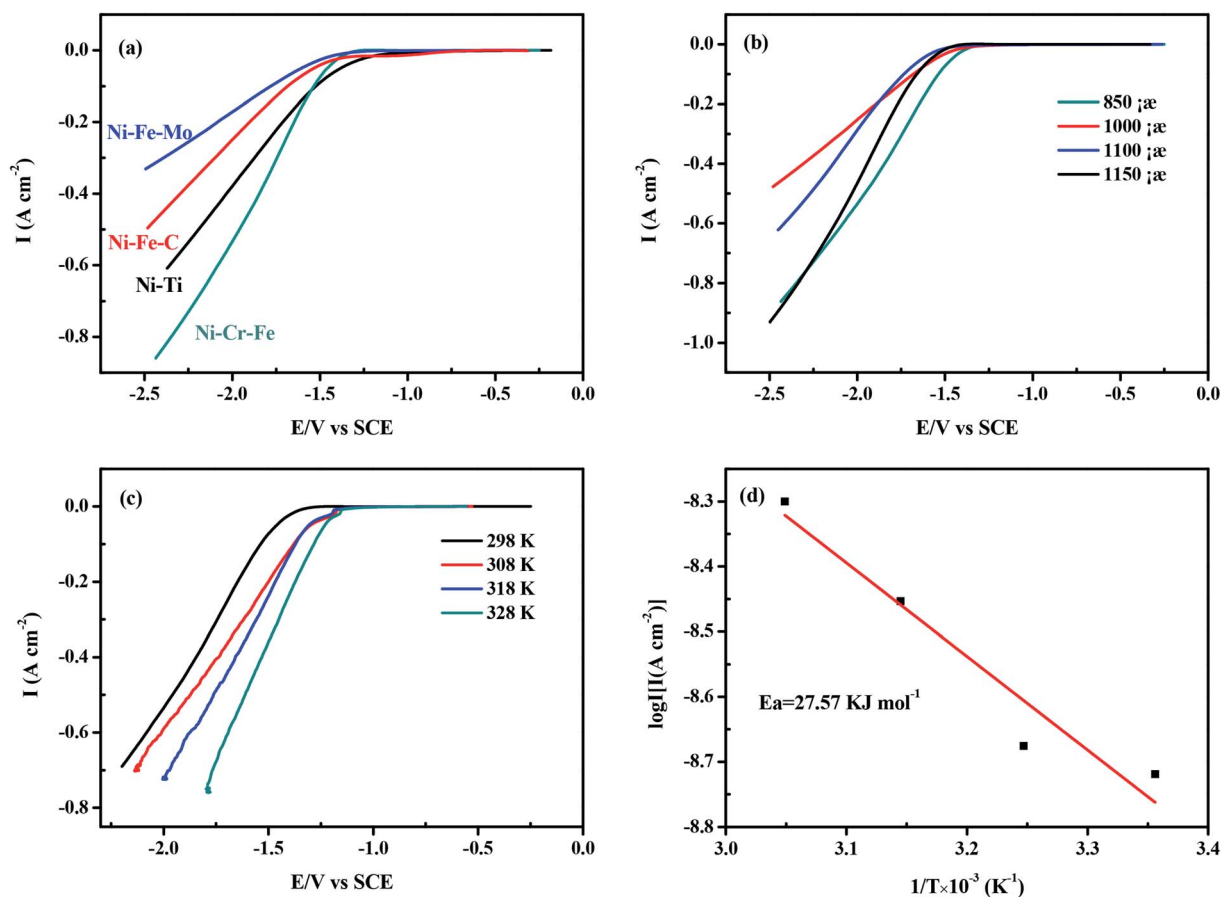 (a)
0.0
-0.2
-0.4
-0.6
-0.8
I (A cm-2)
Ni-Fe-Mo
Ni-Fe-C
Ni-Ti
Ni-Cr-Fe
-2.5 -2.0 -1.5 -1.0 -0.5 0.0
E/V vs SCE
(b)
0.0
-0.2
-0.4
-0.6
-0.8
-1.0
I (A cm-2)
850 ¡æ
1000 ¡æ
1100 ¡æ
1150 ¡æ
-2.5 -2.0 -1.5 -1.0 -0.5 0.0
E/V vs SCE
(c)
0.0
-0.2
-0.4
-0.6
-0.8
I (A cm-2)
298 K
308 K
318 K
328 K
-2.0 -1.5 -1.0 -0.5 0.0
E/V vs SCE
(d)
-8.3
-8.4
-8.5
-8.6
-8.7
-8.8
logI[I(A cm-2)]
Ea=27.57 KJ mol-1
3.0 3.1 3.2 3.3 3.4
1/T×10-3 (K-1)